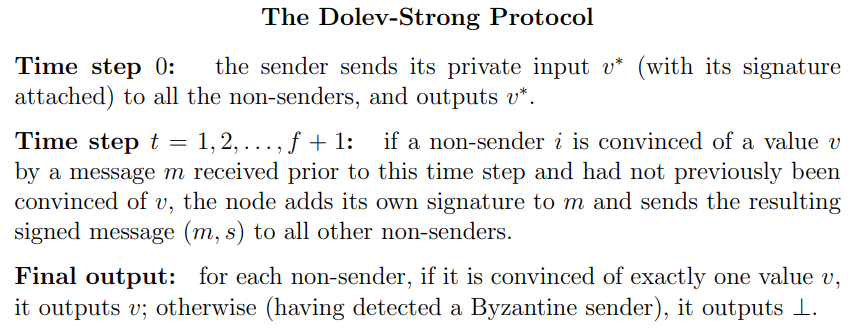 The Dolev-Strong Protocol
Time step 0: the sender sends its private input v* (with its signature
attached) to all the non-senders, and outputs v*.
Time step t = 1, 2, . . . , f + 1: if a non-sender i is convinced of a value v
by a message m received prior to this time step and had not previously been
convinced of v, the node adds its own signature to m and sends the resulting
signed message (m, s) to all other non-senders.
Final output: for each non-sender, if it is convinced of exactly one value v,
it outputs v; otherwise (having detected a Byzantine sender), it outputs ⊥.